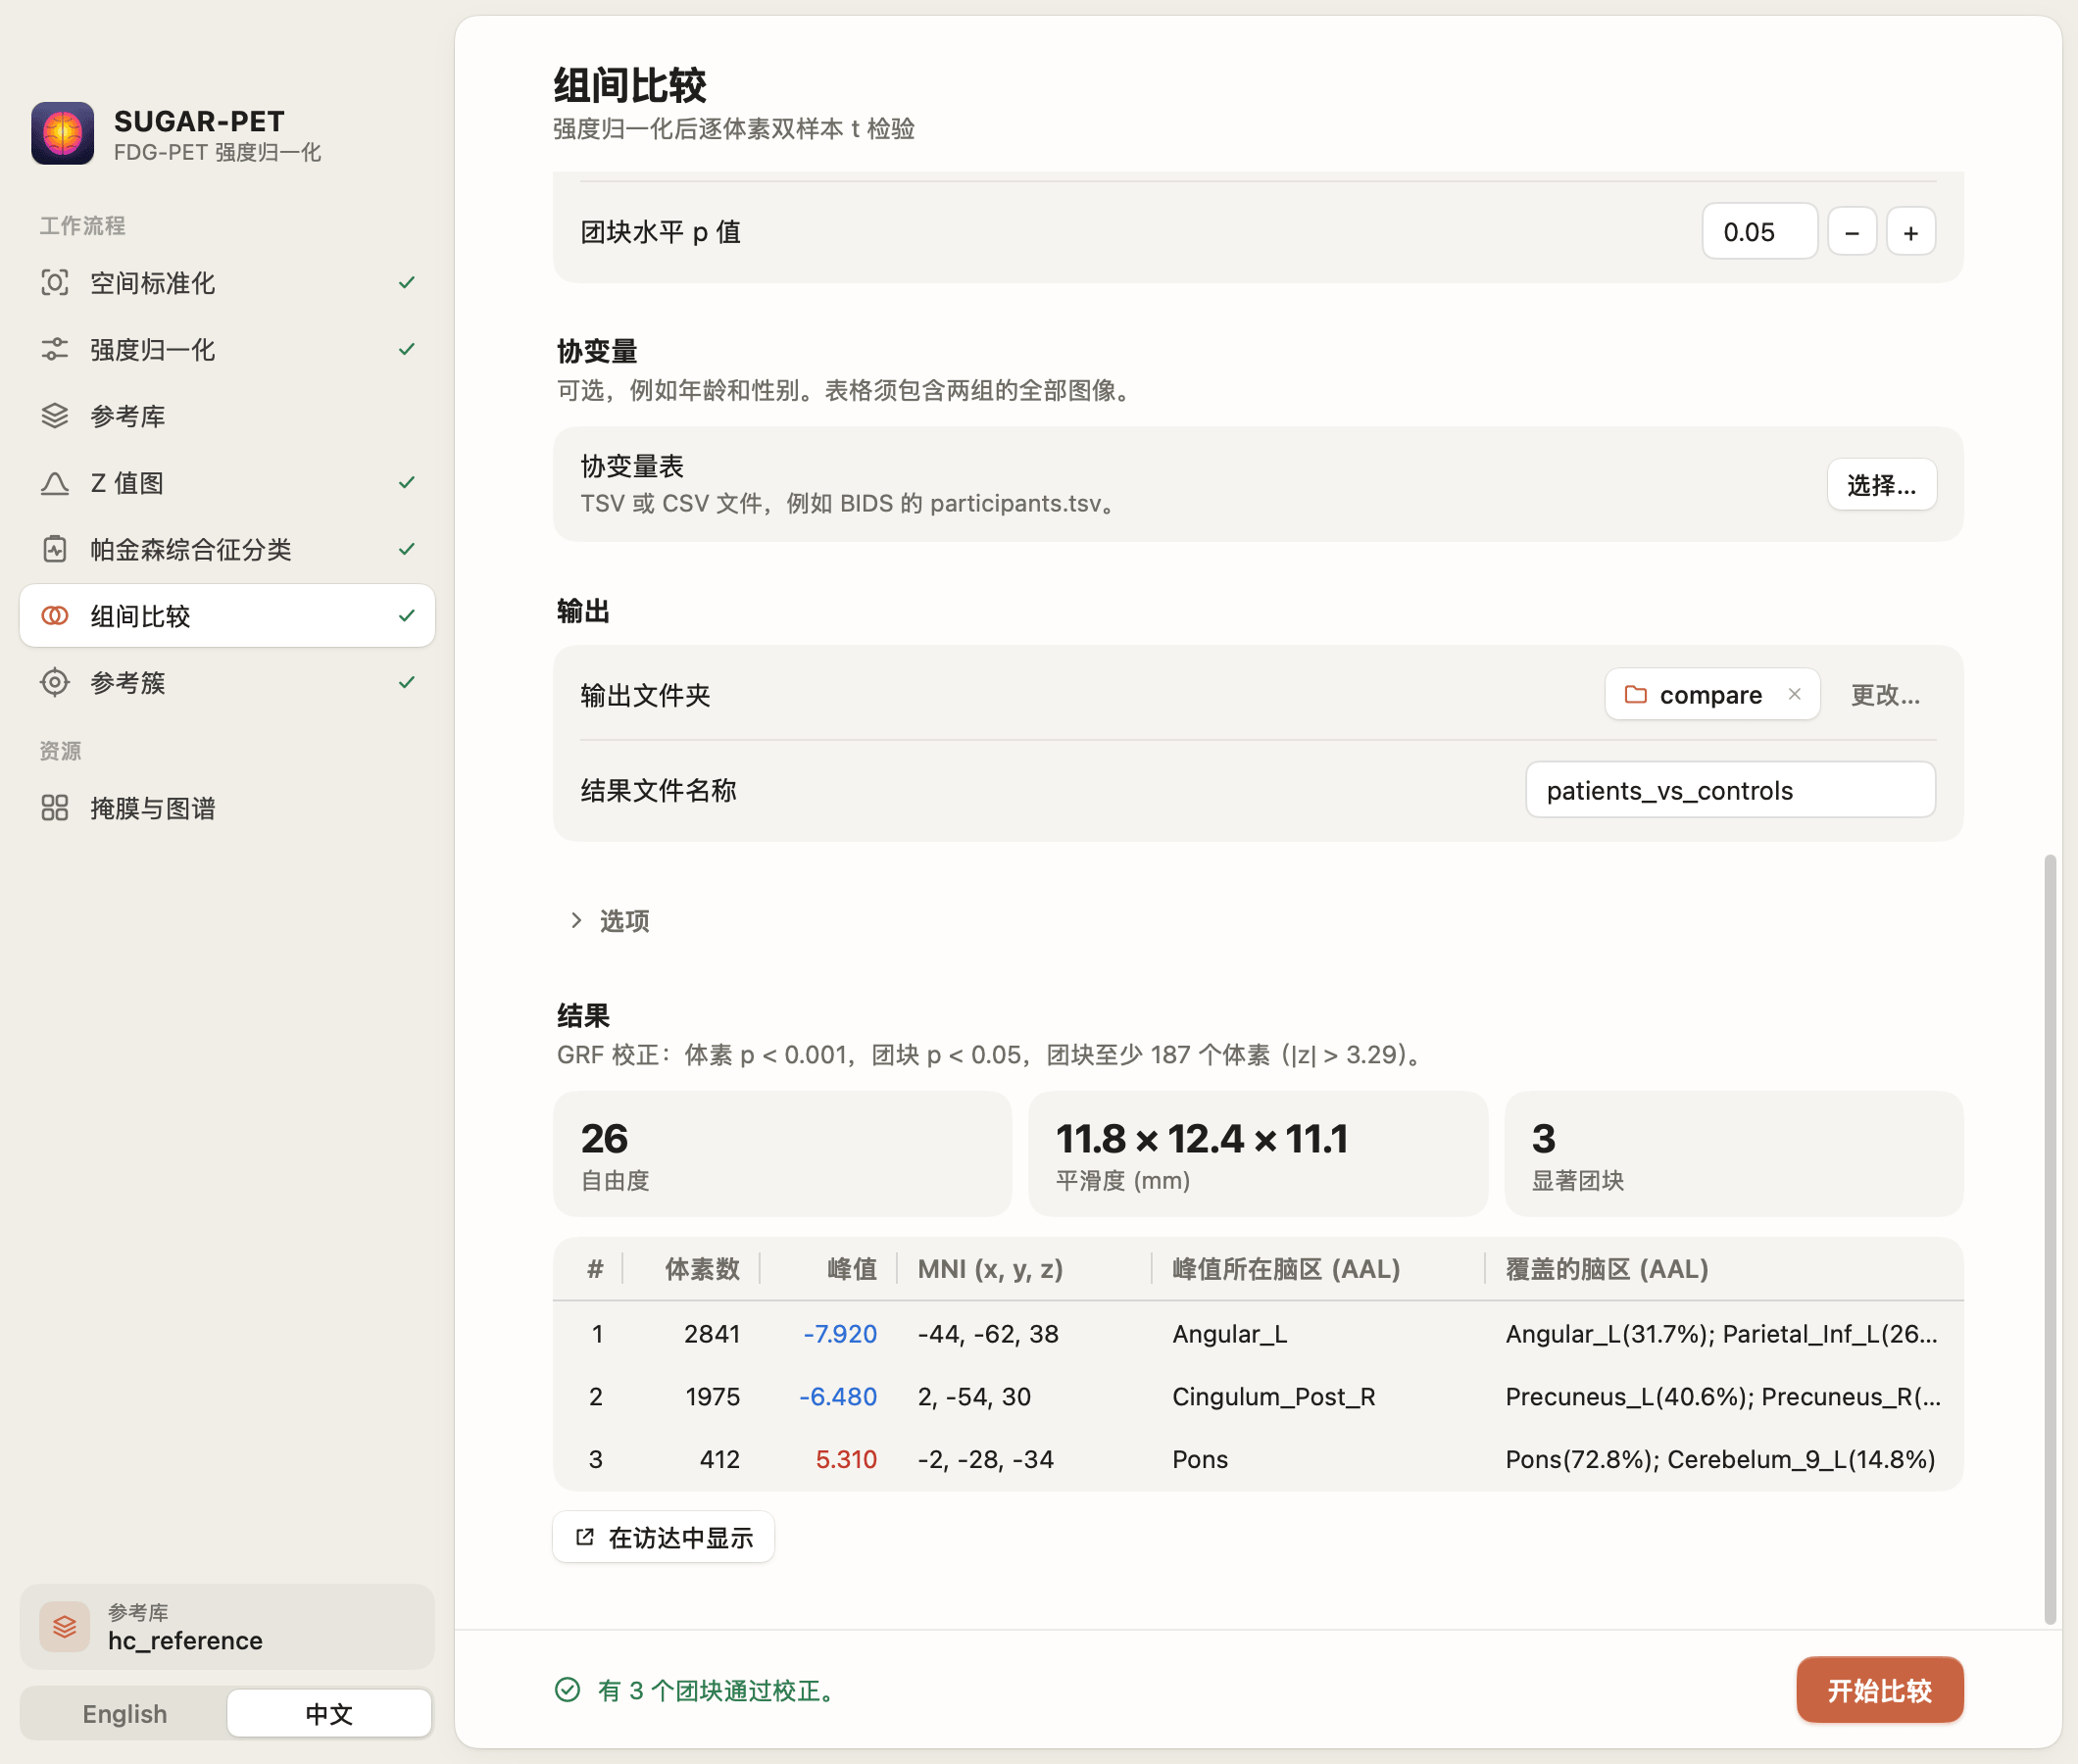 SUGAR-PET
FDG-PET 强度归一化
工作流程
空间标准化
强度归一化
参考库
Z 值图
帕金森综合征分类
组间比较
参考簇
资源
掩膜与图谱
参考库
hc_reference
English
中文
组间比较
强度归一化后逐体素双样本 t 检验
团块水平 p 值
0.05
−
+
协变量
可选，例如年龄和性别。表格须包含两组的全部图像。
协变量表
TSV 或 CSV 文件，例如 BIDS 的 participants.tsv。
选择...
输出
输出文件夹
compare
×
更改...
结果文件名称
patients_vs_controls
选项
结果
GRF 校正：体素 p < 0.001，团块 p < 0.05，团块至少 187 个体素 (|z| > 3.29)。
26
自由度
11.8 × 12.4 × 11.1
平滑度 (mm)
3
显著团块
# 体素数 峰值 MNI (x, y, z) 峰值所在脑区 (AAL) 覆盖的脑区 (AAL)
1 2841 -7.920 -44, -62, 38 Angular_L Angular_L(31.7%); Parietal_Inf_L(26...
2 1975 -6.480 2, -54, 30 Cingulum_Post_R Precuneus_L(40.6%); Precuneus_R(...
3 412 5.310 -2, -28, -34 Pons Pons(72.8%); Cerebelum_9_L(14.8%)
在访达中显示
有 3 个团块通过校正。
开始比较